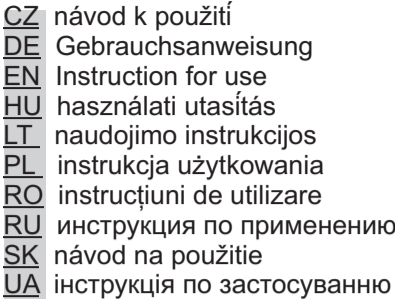 CZ návod k použití
DE Gebrauchsanweisung
EN Instruction for use
HU használati utasítás
LT naudojimo instrukcijos
PL instrukcja użytkowania
RO instrucțiuni de utilizare
RU инструкция по применению
SK návod na použitie
UA інструкція по застосуванню